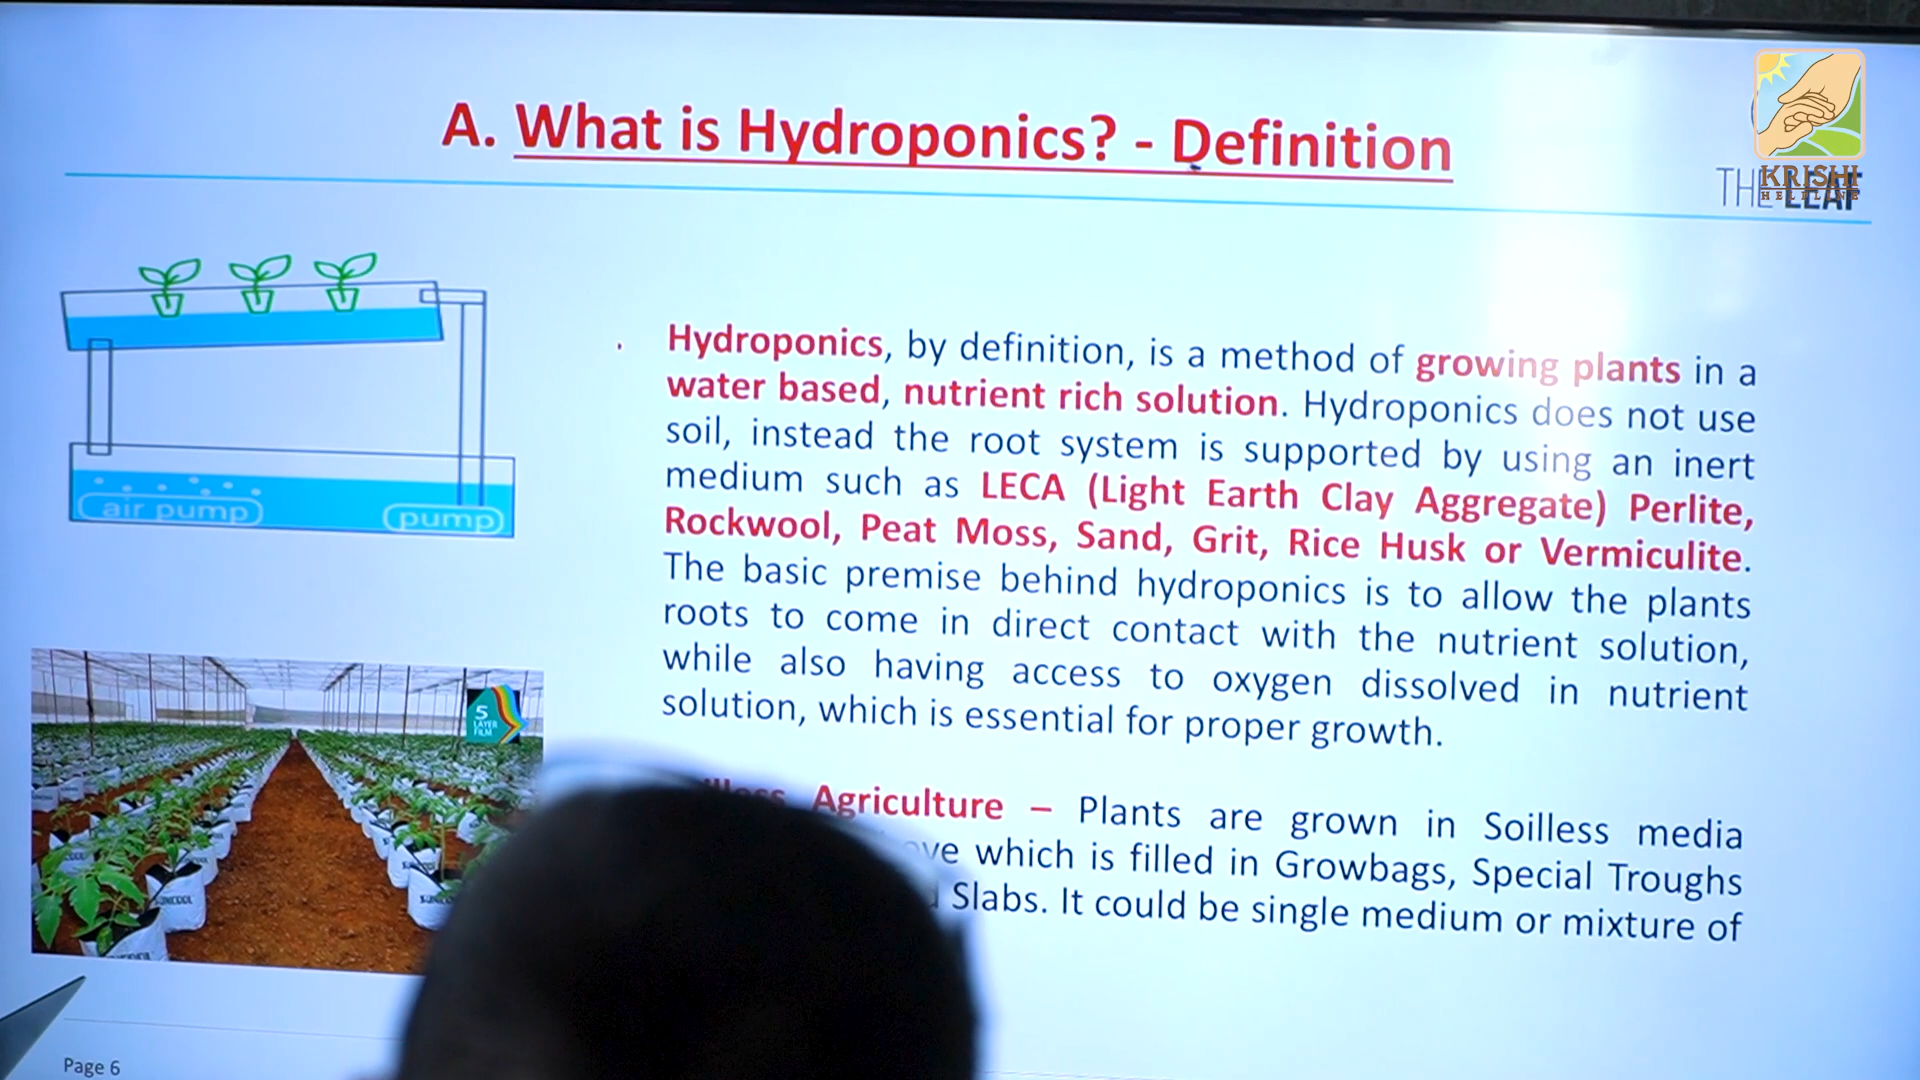 A. What is Hydroponics? - Definition
KRISHI
HELPLINE
THE LEAF
air pump
pump
Hydroponics, by definition, is a method of growing plants in a
water based, nutrient rich solution. Hydroponics does not use
soil, instead the root system is supported by using an inert
medium such as LECA (Light Earth Clay Aggregate) Perlite,
Rockwool, Peat Moss, Sand, Grit, Rice Husk or Vermiculite.
The basic premise behind hydroponics is to allow the plants
roots to come in direct contact with the nutrient solution,
while also having access to oxygen dissolved in nutrient
solution, which is essential for proper growth.
5
LAYER
FILM
Agriculture – Plants are grown in Soilless media
which is filled in Growbags, Special Troughs
Slabs. It could be single medium or mixture of
Page 6